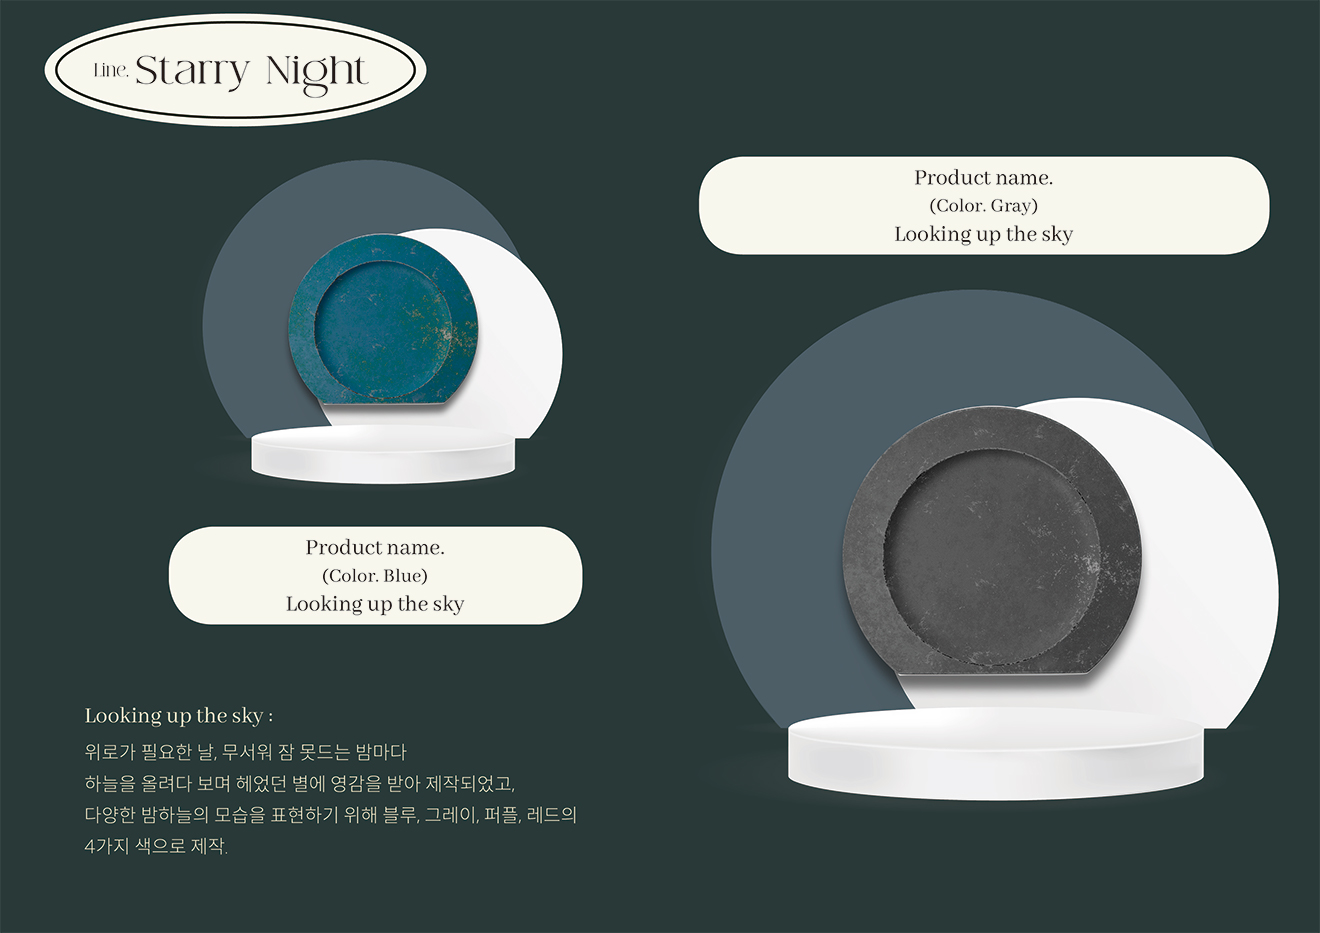 Line. Starry Night
Product name.
(Color. Gray)
Looking up the sky
Product name.
(Color. Blue)
Looking up the sky
Looking up the sky :
위로가 필요한 날, 무서워 잠 못드는 밤마다
하늘을 올려다 보며 헤었던 별에 영감을 받아 제작되었고,
다양한 밤하늘의 모습을 표현하기 위해 블루, 그레이, 퍼플, 레드의
4가지 색으로 제작.